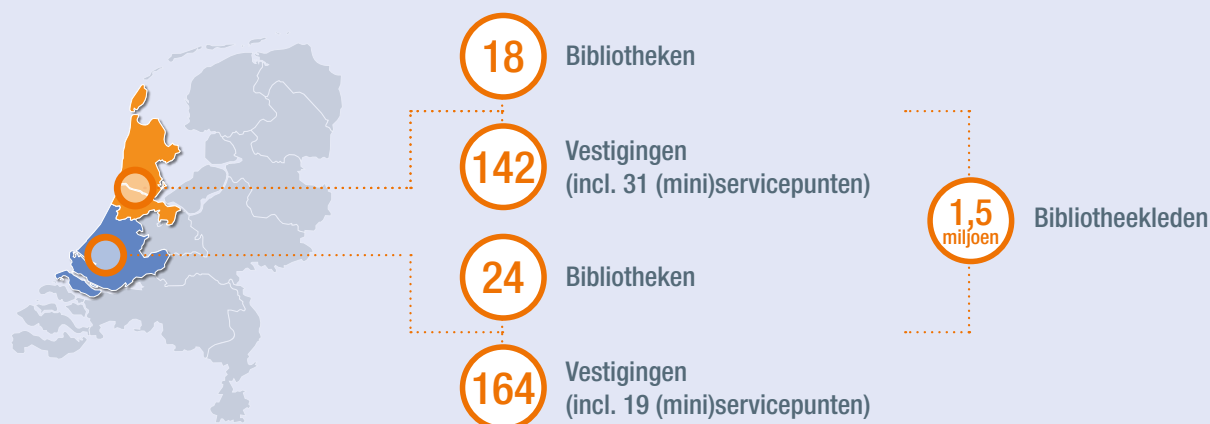 18
Bibliotheken
142
Vestigingen
(incl. 31 (mini)servicepunten)
24
Bibliotheken
164
Vestigingen
(incl. 19 (mini)servicepunten)
1,5
miljoen
Bibliotheekleden